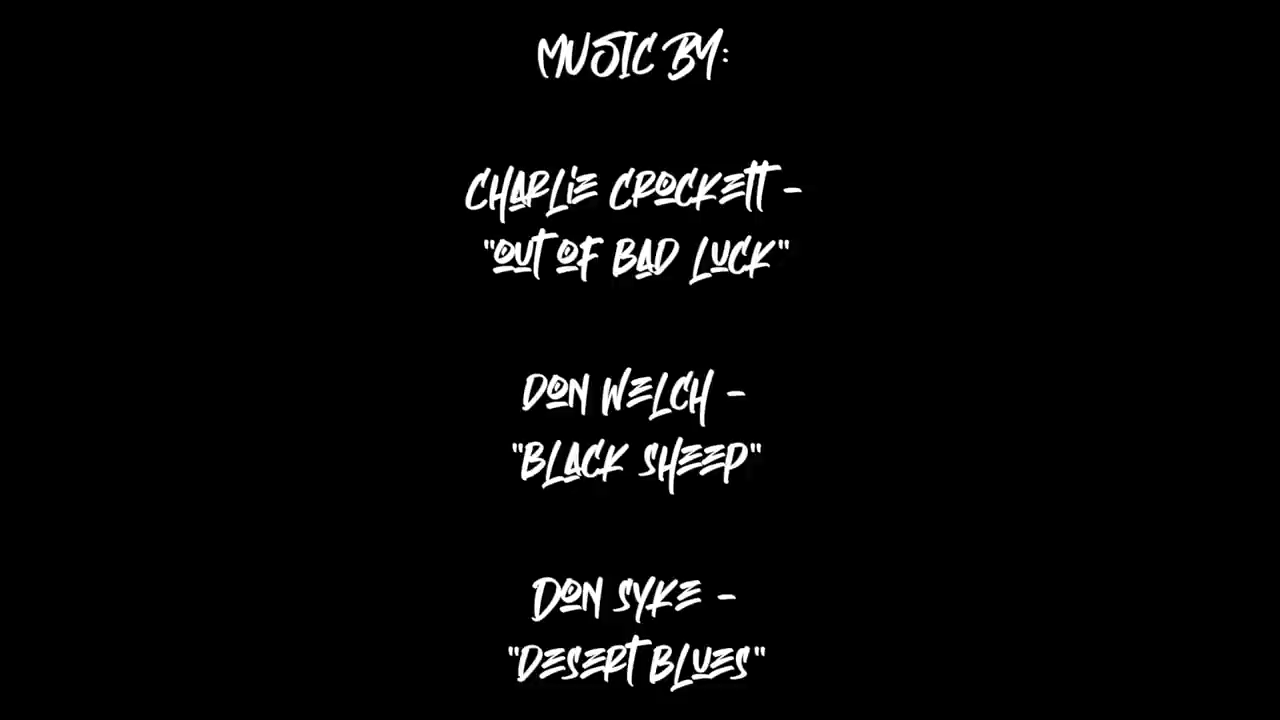 MUSIC BY:
CHARLIE CROCKETT -
"OUT OF BAD LUCK"
DON WELCH -
"BLACK SHEEP"
DON SYKE -
"DESERT BLUES"